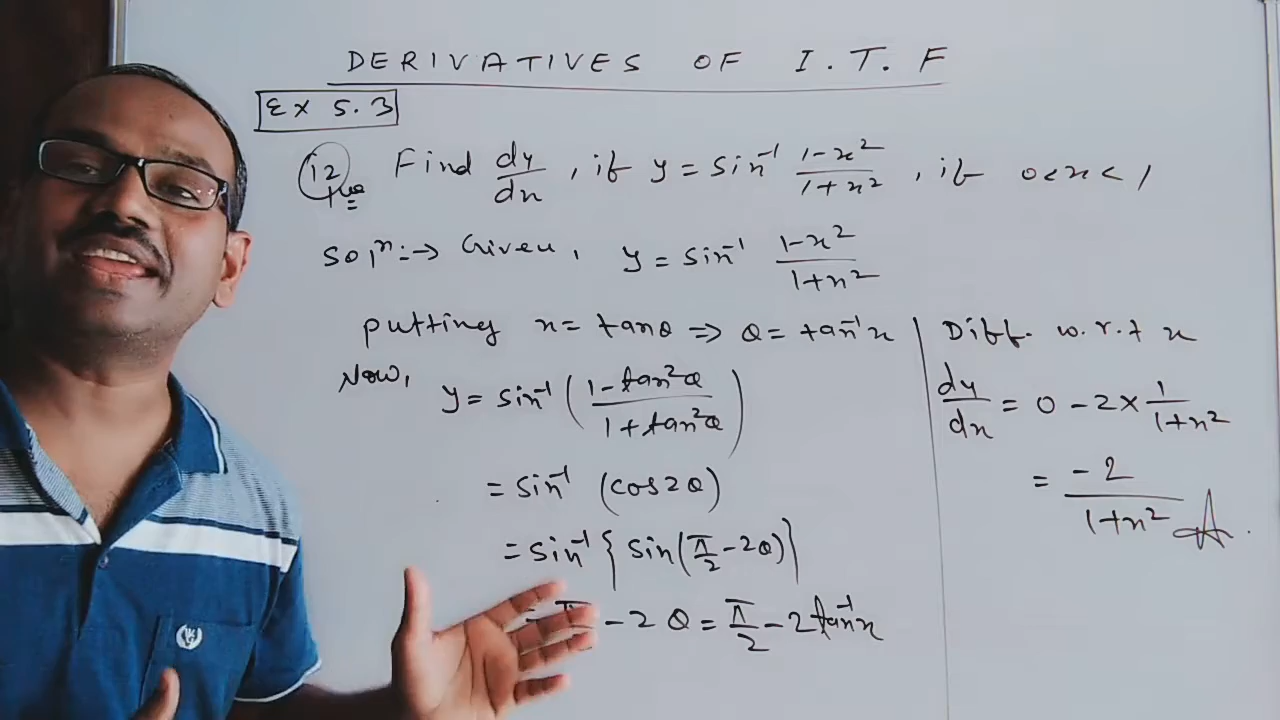 DERIVATIVES OF I.T.F
Ex 5.3
12 Find dy/dx, if y = sin⁻¹ (1-x²)/(1+x²), if 0<x<1
Soln:→ Given, y = sin⁻¹ (1-x²)/(1+x²)
putting x = tanθ ⇒ θ = tan⁻¹x
Now, y = sin⁻¹ ((1-tan²θ)/(1+tan²θ))
= sin⁻¹ (cos2θ)
= sin⁻¹ {sin(π/2-2θ)}
= π/2 - 2θ = π/2 - 2tan⁻¹x
Diff. w.r.t x
dy/dx = 0 - 2 × 1/(1+x²)
= -2/(1+x²)